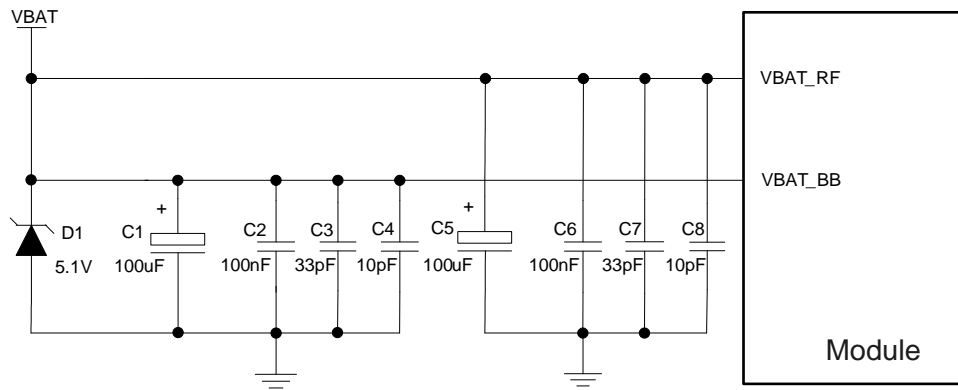 VBAT
VBAT_RF
VBAT_BB
+ +
D1 C1 C2 C3 C4 C5 C6 C7 C8
5.1V 100uF 100nF 33pF 10pF 100uF 100nF 33pF 10pF
Module